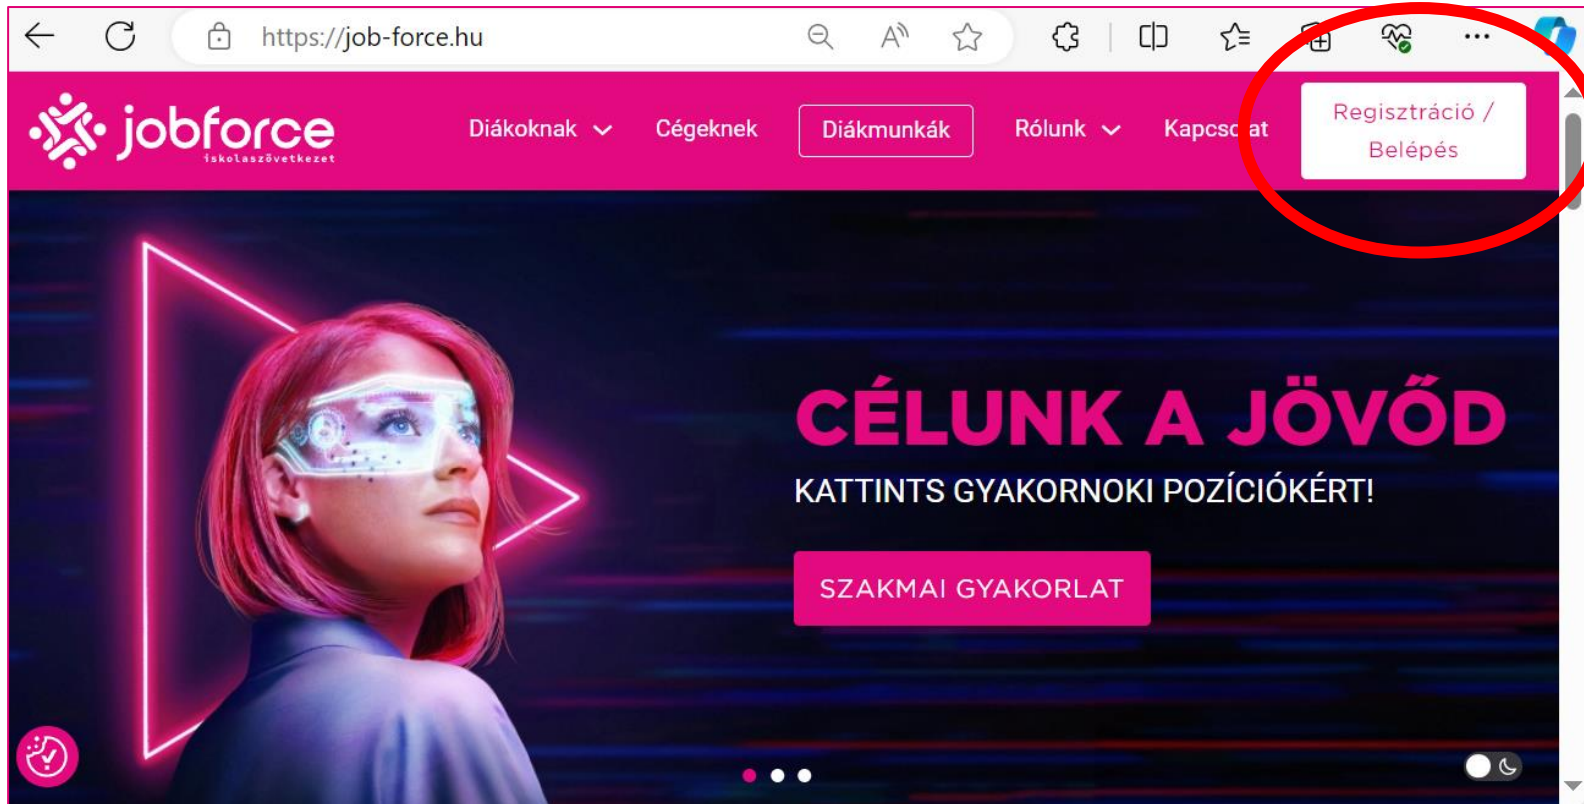 https://job-force.hu
jobforce
iskolaszövetkezet
Diákoknak
Cégeknek
Diákmunkák
Rólunk
Kapcsolat
Regisztráció /
Belépés
CÉLUNK A JÖVŐD
KATTINTS GYAKORNOKI POZÍCIÓKÉRT!
SZAKMAI GYAKORLAT